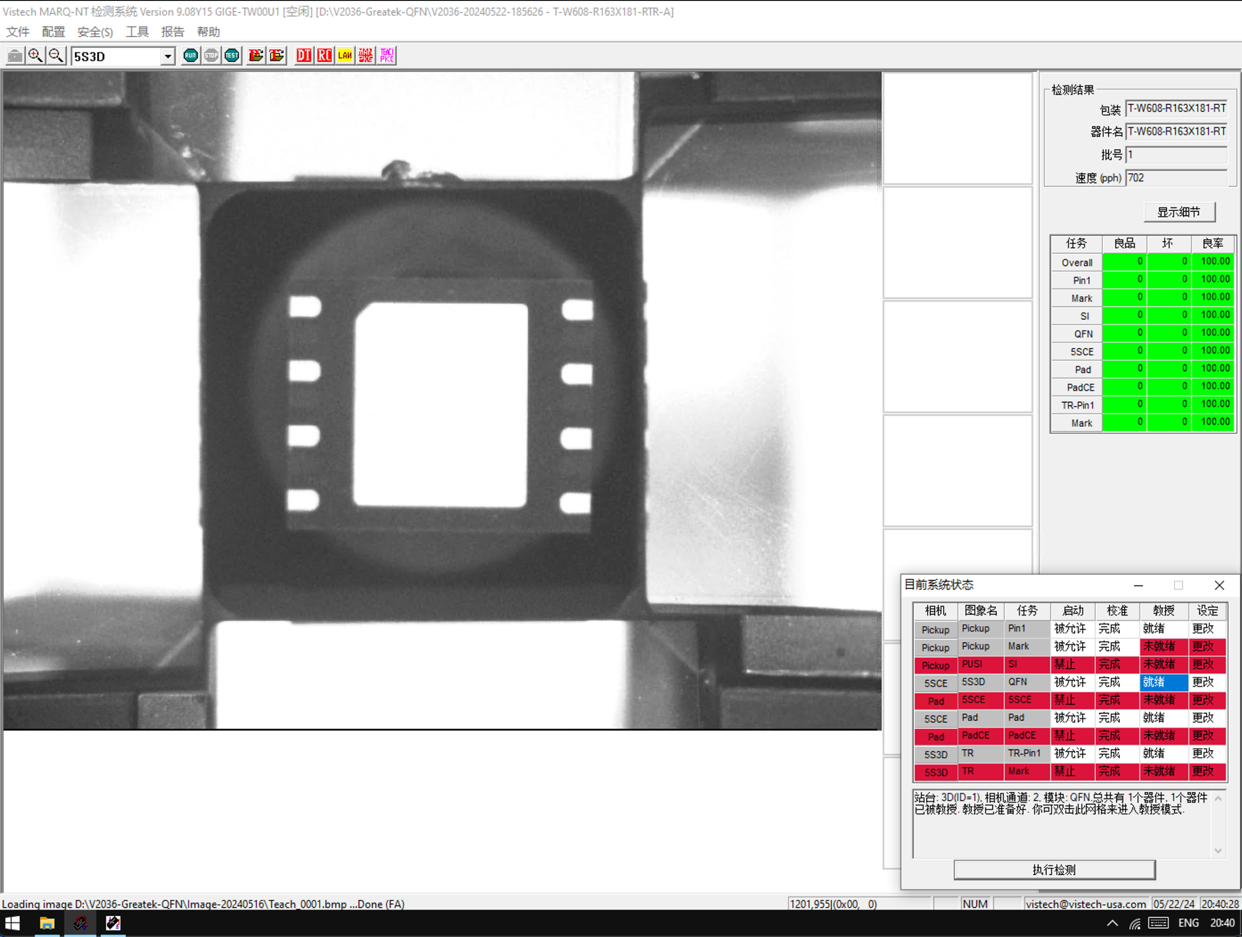 Vistech MARQ-NT 检测系统 Version 9.08Y15 GIGE-TW00U1 [空闲] [D:\V2036-Greatek-QFN\V2036-20240522-185626 - T-W608-R163X181-RTR-A]
文件 配置 安全(S) 工具 报告 帮助
5S3D RUN STOP TEST DI RC LAN
检测结果
包装 T-W608-R163X181-RT
器件名 T-W608-R163X181-RT
批号 1
速度 (pph) 702
显示细节
任务 良品 坏 良率
Overall 0 0 100.00
Pin1 0 0 100.00
Mark 0 0 100.00
SI 0 0 100.00
QFN 0 0 100.00
5SCE 0 0 100.00
Pad 0 0 100.00
PadCE 0 0 100.00
TR-Pin1 0 0 100.00
Mark 0 0 100.00
目前系统状态
相机 图象名 任务 启动 校准 教授 设定
Pickup Pickup Pin1 被允许 完成 就绪 更改
Pickup Pickup Mark 被允许 完成 未就绪 更改
Pickup PUSI SI 禁止 完成 未就绪 更改
5SCE 5S3D QFN 被允许 完成 就绪 更改
Pad 5SCE 5SCE 禁止 完成 未就绪 更改
5SCE Pad Pad 被允许 完成 就绪 更改
Pad PadCE PadCE 禁止 完成 未就绪 更改
5S3D TR TR-Pin1 被允许 完成 就绪 更改
5S3D TR Mark 禁止 完成 未就绪 更改
站台: 3D(ID=1), 相机通道: 2, 模块: QFN.总共有 1个器件, 1个器件
已被教授. 教授已准备好. 你可双击此网格来进入教授模式.
执行检测
Loading image D:\V2036-Greatek-QFN\Image-20240516\Teach_0001.bmp ...Done (FA)
1201,955|(0x00, 0) NUM vistech@vistech-usa.com 05/22/24 20:40:28
ENG 20:40